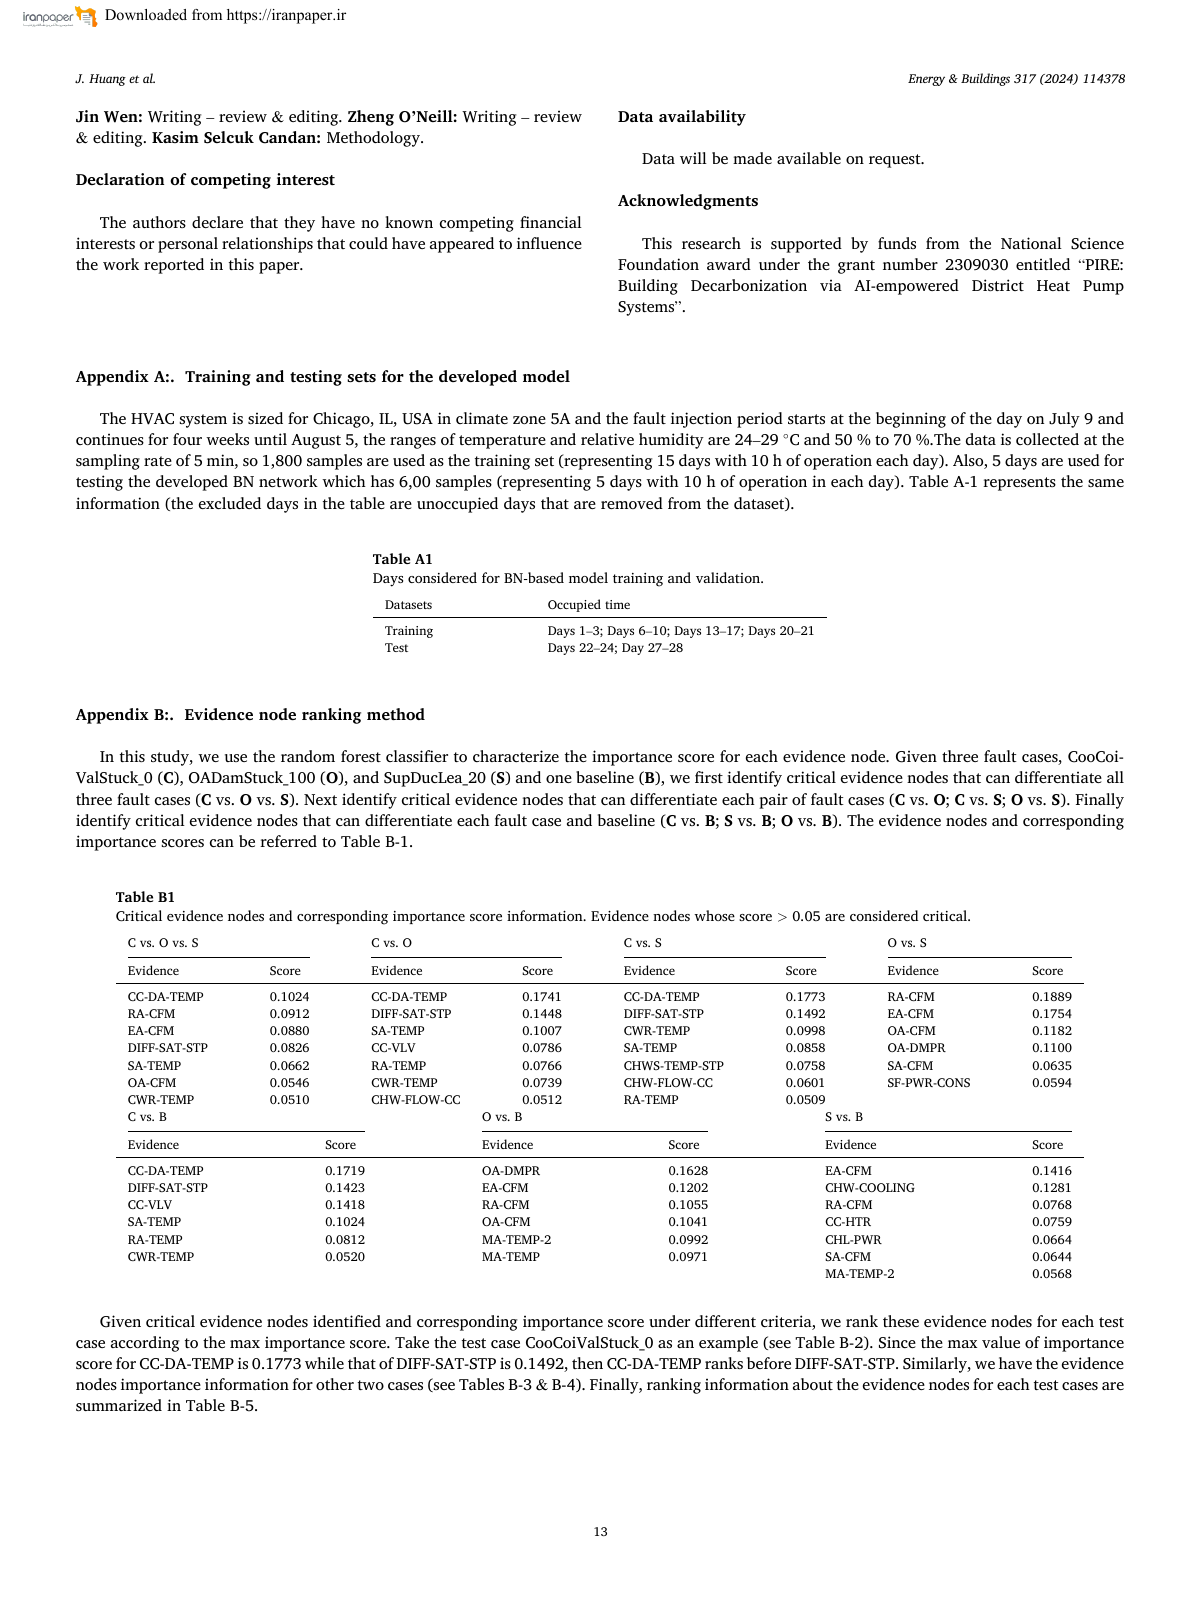 iranpaper
Downloaded from https://iranpaper.ir
J. Huang et al.
Energy & Buildings 317 (2024) 114378
Jin Wen: Writing – review & editing. Zheng O’Neill: Writing – review
& editing. Kasim Selcuk Candan: Methodology.
Declaration of competing interest
The authors declare that they have no known competing financial
interests or personal relationships that could have appeared to influence
the work reported in this paper.
Data availability
Data will be made available on request.
Acknowledgments
This research is supported by funds from the National Science
Foundation award under the grant number 2309030 entitled “PIRE:
Building Decarbonization via AI-empowered District Heat Pump
Systems”.
Appendix A:. Training and testing sets for the developed model
The HVAC system is sized for Chicago, IL, USA in climate zone 5A and the fault injection period starts at the beginning of the day on July 9 and
continues for four weeks until August 5, the ranges of temperature and relative humidity are 24–29 °C and 50 % to 70 %.The data is collected at the
sampling rate of 5 min, so 1,800 samples are used as the training set (representing 15 days with 10 h of operation each day). Also, 5 days are used for
testing the developed BN network which has 6,00 samples (representing 5 days with 10 h of operation in each day). Table A-1 represents the same
information (the excluded days in the table are unoccupied days that are removed from the dataset).
Table A1
Days considered for BN-based model training and validation.
Datasets Occupied time
Training Days 1–3; Days 6–10; Days 13–17; Days 20–21
Test Days 22–24; Day 27–28
Appendix B:. Evidence node ranking method
In this study, we use the random forest classifier to characterize the importance score for each evidence node. Given three fault cases, CooCoi-
ValStuck_0 (C), OADamStuck_100 (O), and SupDucLea_20 (S) and one baseline (B), we first identify critical evidence nodes that can differentiate all
three fault cases (C vs. O vs. S). Next identify critical evidence nodes that can differentiate each pair of fault cases (C vs. O; C vs. S; O vs. S). Finally
identify critical evidence nodes that can differentiate each fault case and baseline (C vs. B; S vs. B; O vs. B). The evidence nodes and corresponding
importance scores can be referred to Table B-1.
Table B1
Critical evidence nodes and corresponding importance score information. Evidence nodes whose score > 0.05 are considered critical.
C vs. O vs. S C vs. O C vs. S O vs. S
Evidence Score Evidence Score Evidence Score Evidence Score
CC-DA-TEMP 0.1024 CC-DA-TEMP 0.1741 CC-DA-TEMP 0.1773 RA-CFM 0.1889
RA-CFM 0.0912 DIFF-SAT-STP 0.1448 DIFF-SAT-STP 0.1492 EA-CFM 0.1754
EA-CFM 0.0880 SA-TEMP 0.1007 CWR-TEMP 0.0998 OA-CFM 0.1182
DIFF-SAT-STP 0.0826 CC-VLV 0.0786 SA-TEMP 0.0858 OA-DMPR 0.1100
SA-TEMP 0.0662 RA-TEMP 0.0766 CHWS-TEMP-STP 0.0758 SA-CFM 0.0635
OA-CFM 0.0546 CWR-TEMP 0.0739 CHW-FLOW-CC 0.0601 SF-PWR-CONS 0.0594
CWR-TEMP 0.0510 CHW-FLOW-CC 0.0512 RA-TEMP 0.0509
C vs. B O vs. B S vs. B
Evidence Score Evidence Score Evidence Score
CC-DA-TEMP 0.1719 OA-DMPR 0.1628 EA-CFM 0.1416
DIFF-SAT-STP 0.1423 EA-CFM 0.1202 CHW-COOLING 0.1281
CC-VLV 0.1418 RA-CFM 0.1055 RA-CFM 0.0768
SA-TEMP 0.1024 OA-CFM 0.1041 CC-HTR 0.0759
RA-TEMP 0.0812 MA-TEMP-2 0.0992 CHL-PWR 0.0664
CWR-TEMP 0.0520 MA-TEMP 0.0971 SA-CFM 0.0644
MA-TEMP-2 0.0568
Given critical evidence nodes identified and corresponding importance score under different criteria, we rank these evidence nodes for each test
case according to the max importance score. Take the test case CooCoiValStuck_0 as an example (see Table B-2). Since the max value of importance
score for CC-DA-TEMP is 0.1773 while that of DIFF-SAT-STP is 0.1492, then CC-DA-TEMP ranks before DIFF-SAT-STP. Similarly, we have the evidence
nodes importance information for other two cases (see Tables B-3 & B-4). Finally, ranking information about the evidence nodes for each test cases are
summarized in Table B-5.
13